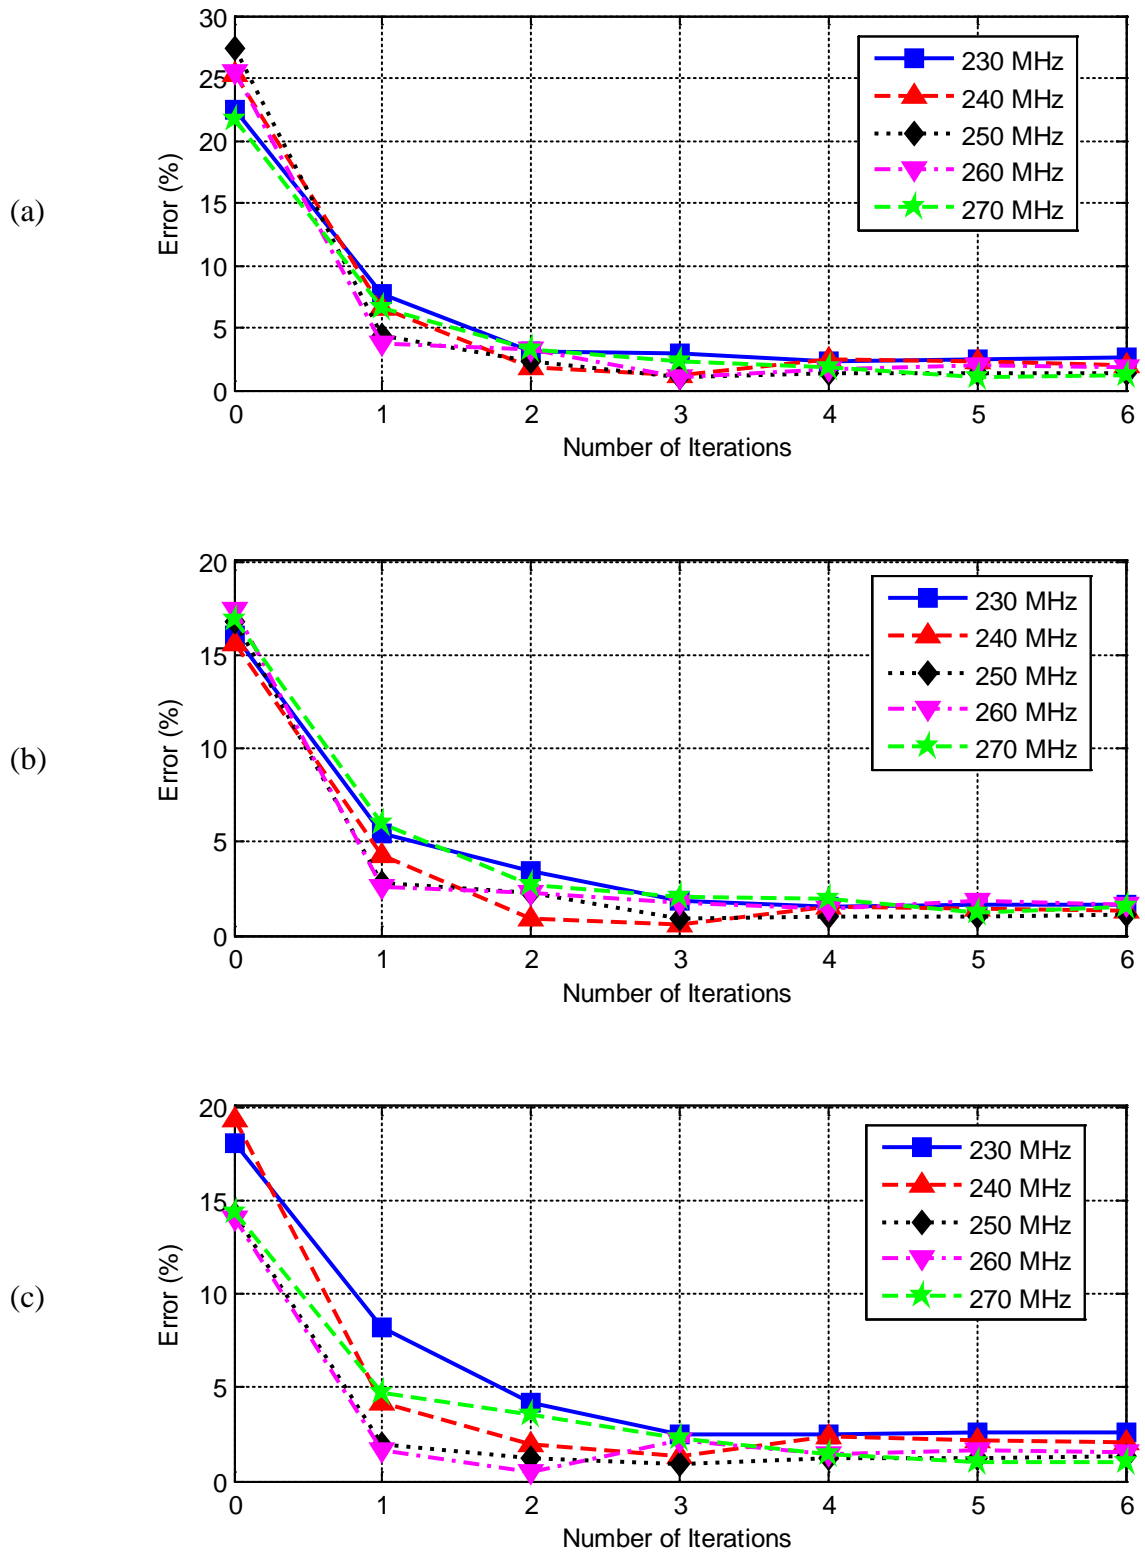 (a)
Error (%)
30
25
20
15
10
5
0
0 1 2 3 4 5 6
Number of Iterations
230 MHz
240 MHz
250 MHz
260 MHz
270 MHz
(b)
Error (%)
20
15
10
5
0
0 1 2 3 4 5 6
Number of Iterations
230 MHz
240 MHz
250 MHz
260 MHz
270 MHz
(c)
Error (%)
20
15
10
5
0
0 1 2 3 4 5 6
Number of Iterations
230 MHz
240 MHz
250 MHz
260 MHz
270 MHz